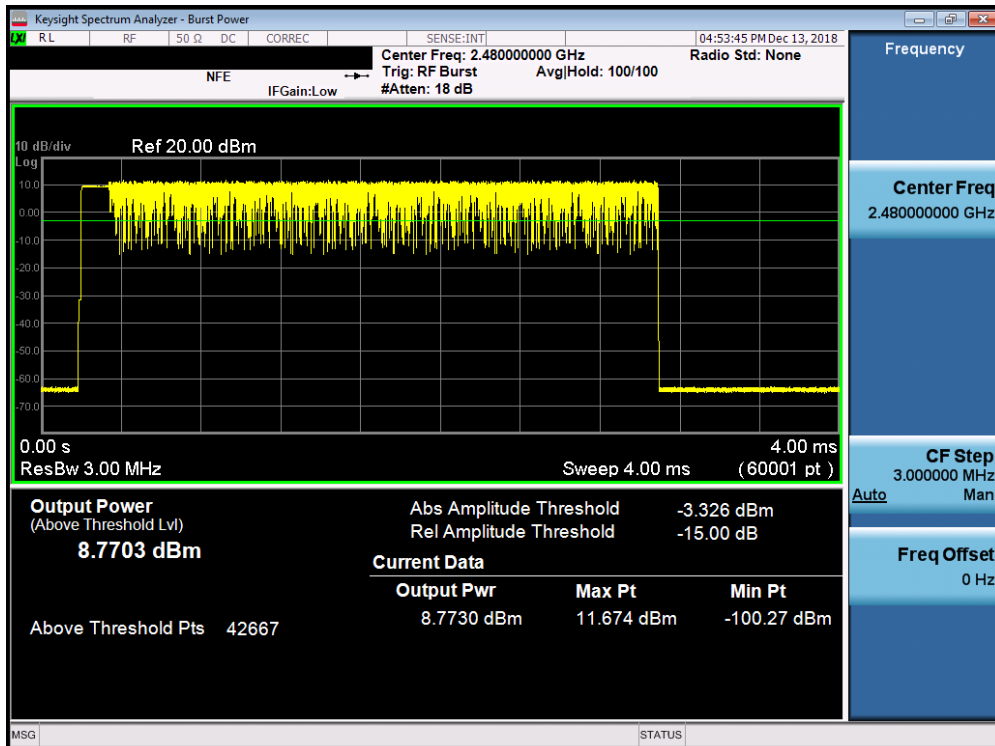 Keysight Spectrum Analyzer - Burst Power
LXI RL RF 50 Ω DC CORREC SENSE:INT 04:53:45 PM Dec 13, 2018
Center Freq: 2.480000000 GHz Radio Std: None
NFE Trig: RF Burst Avg|Hold: 100/100
IFGain:Low #Atten: 18 dB
10 dB/div Ref 20.00 dBm
Log
10.0
0.00
-10.0
-20.0
-30.0
-40.0
-50.0
-60.0
-70.0
0.00 s 4.00 ms
ResBw 3.00 MHz Sweep 4.00 ms (60001 pt)
Output Power
(Above Threshold Lvl)
8.7703 dBm
Above Threshold Pts 42667
Abs Amplitude Threshold -3.326 dBm
Rel Amplitude Threshold -15.00 dB
Current Data
Output Pwr Max Pt Min Pt
8.7730 dBm 11.674 dBm -100.27 dBm
Frequency
Center Freq
2.480000000 GHz
CF Step
3.000000 MHz
Auto Man
Freq Offset
0 Hz
MSG STATUS